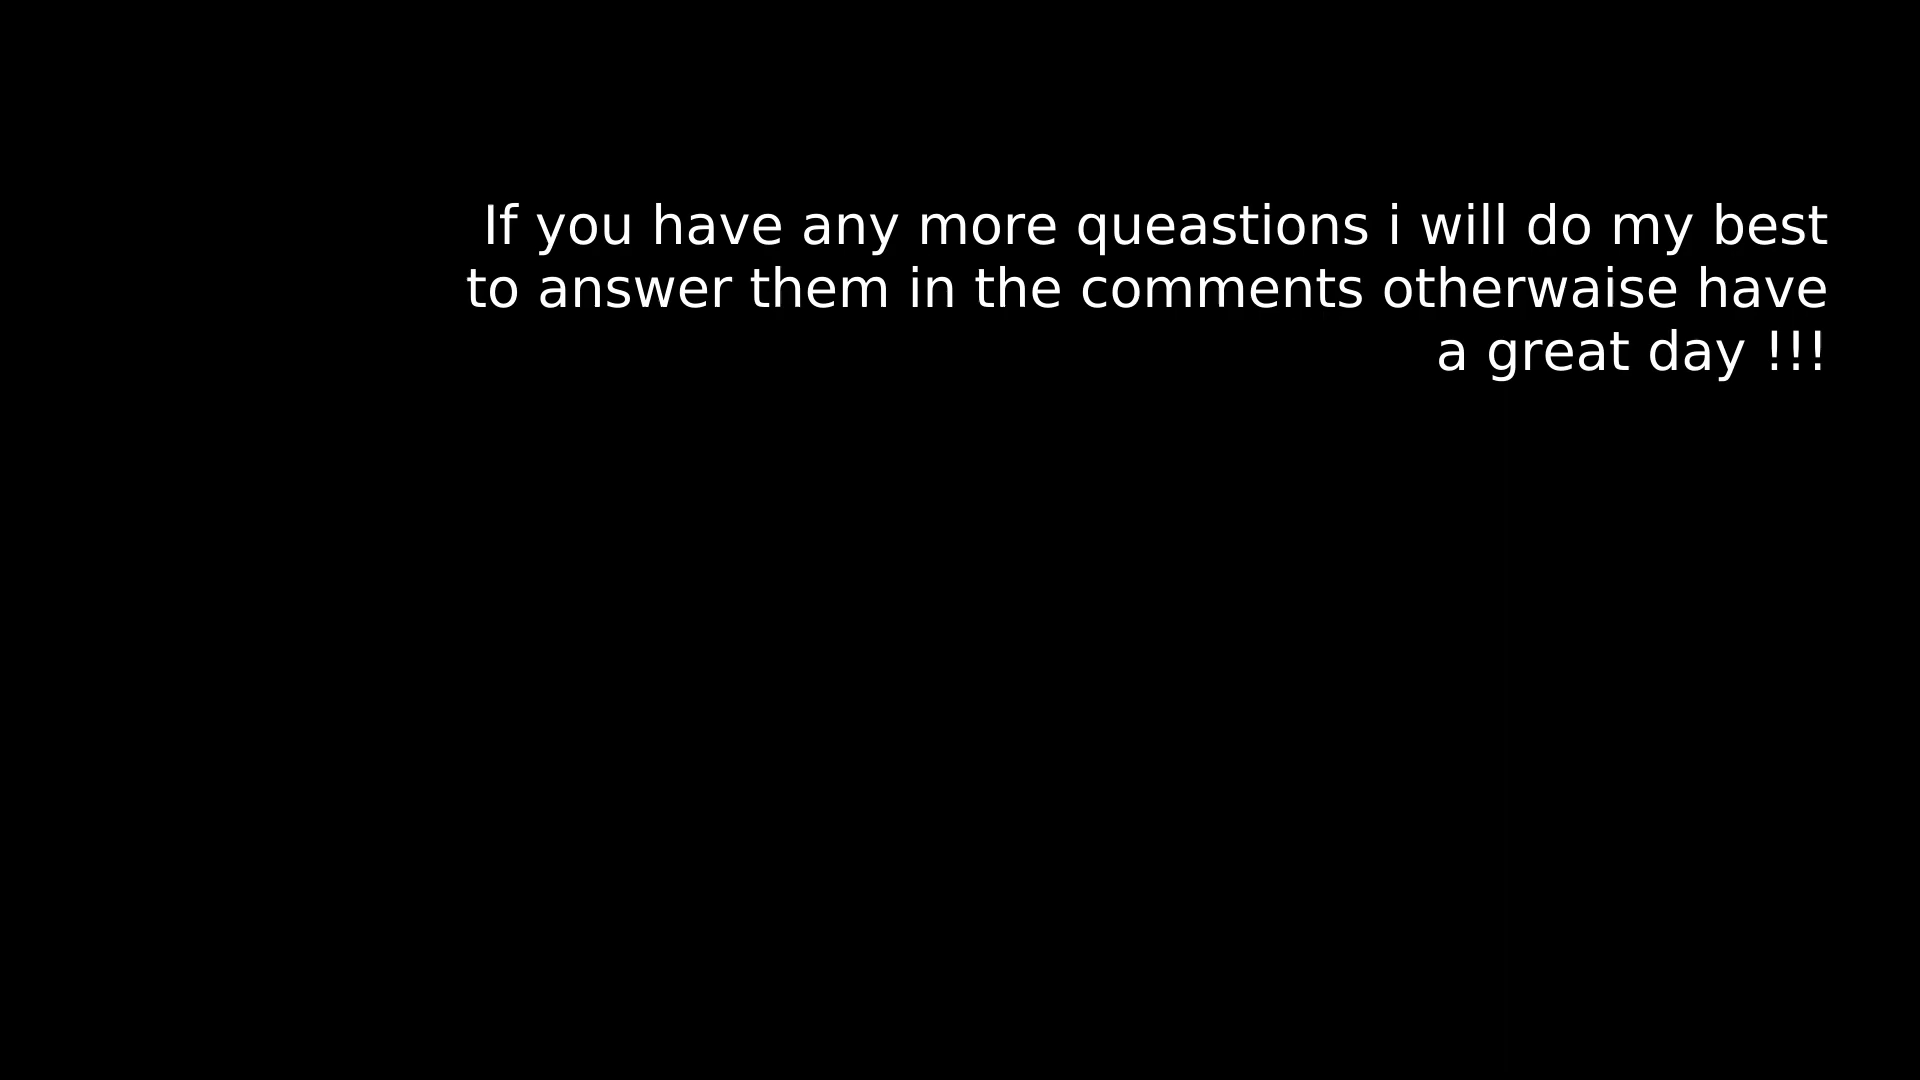 If you have any more queastions i will do my best
to answer them in the comments otherwaise have
a great day !!!